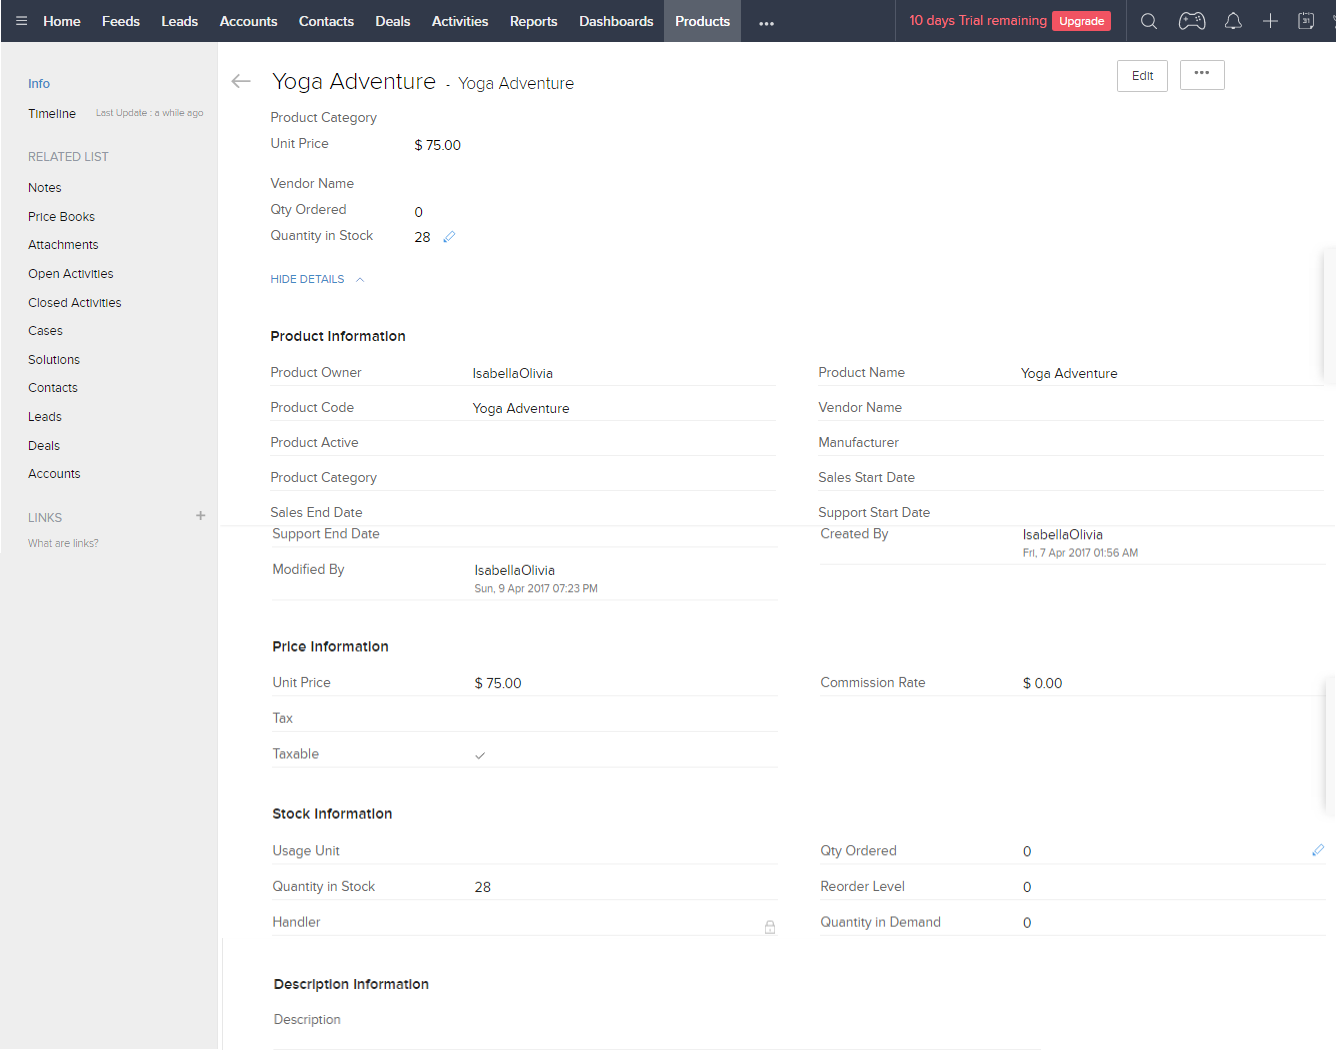 Home Feeds Leads Accounts Contacts Deals Activities Reports Dashboards Products ... 10 days Trial remaining Upgrade 31
Info
Timeline Last Update : a while ago
RELATED LIST
Notes
Price Books
Attachments
Open Activities
Closed Activities
Cases
Solutions
Contacts
Leads
Deals
Accounts
LINKS +
What are links?
Yoga Adventure - Yoga Adventure
Edit ...
Product Category
Unit Price $ 75.00
Vendor Name
Qty Ordered 0
Quantity in Stock 28
HIDE DETAILS
Product Information
Product Owner IsabellaOlivia Product Name Yoga Adventure
Product Code Yoga Adventure Vendor Name
Product Active Manufacturer
Product Category Sales Start Date
Sales End Date Support Start Date
Support End Date Created By IsabellaOlivia
Fri, 7 Apr 2017 01:56 AM
Modified By IsabellaOlivia
Sun, 9 Apr 2017 07:23 PM
Price Information
Unit Price $ 75.00 Commission Rate $ 0.00
Tax
Taxable ✓
Stock Information
Usage Unit Qty Ordered 0
Quantity in Stock 28 Reorder Level 0
Handler Quantity in Demand 0
Description Information
Description